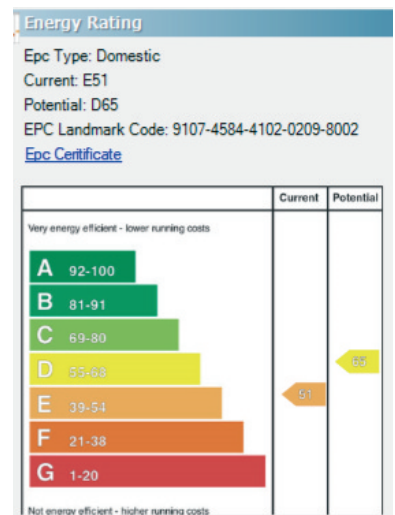 Energy Rating
Epc Type: Domestic
Current: E51
Potential: D65
EPC Landmark Code: 9107-4584-4102-0209-8002
Epc Ceritificate
Current Potential
Very energy efficient - lower running costs
A 92-100
B 81-91
C 69-80
D 55-68
65
E 39-54
51
F 21-38
G 1-20
Not energy efficient - higher running costs